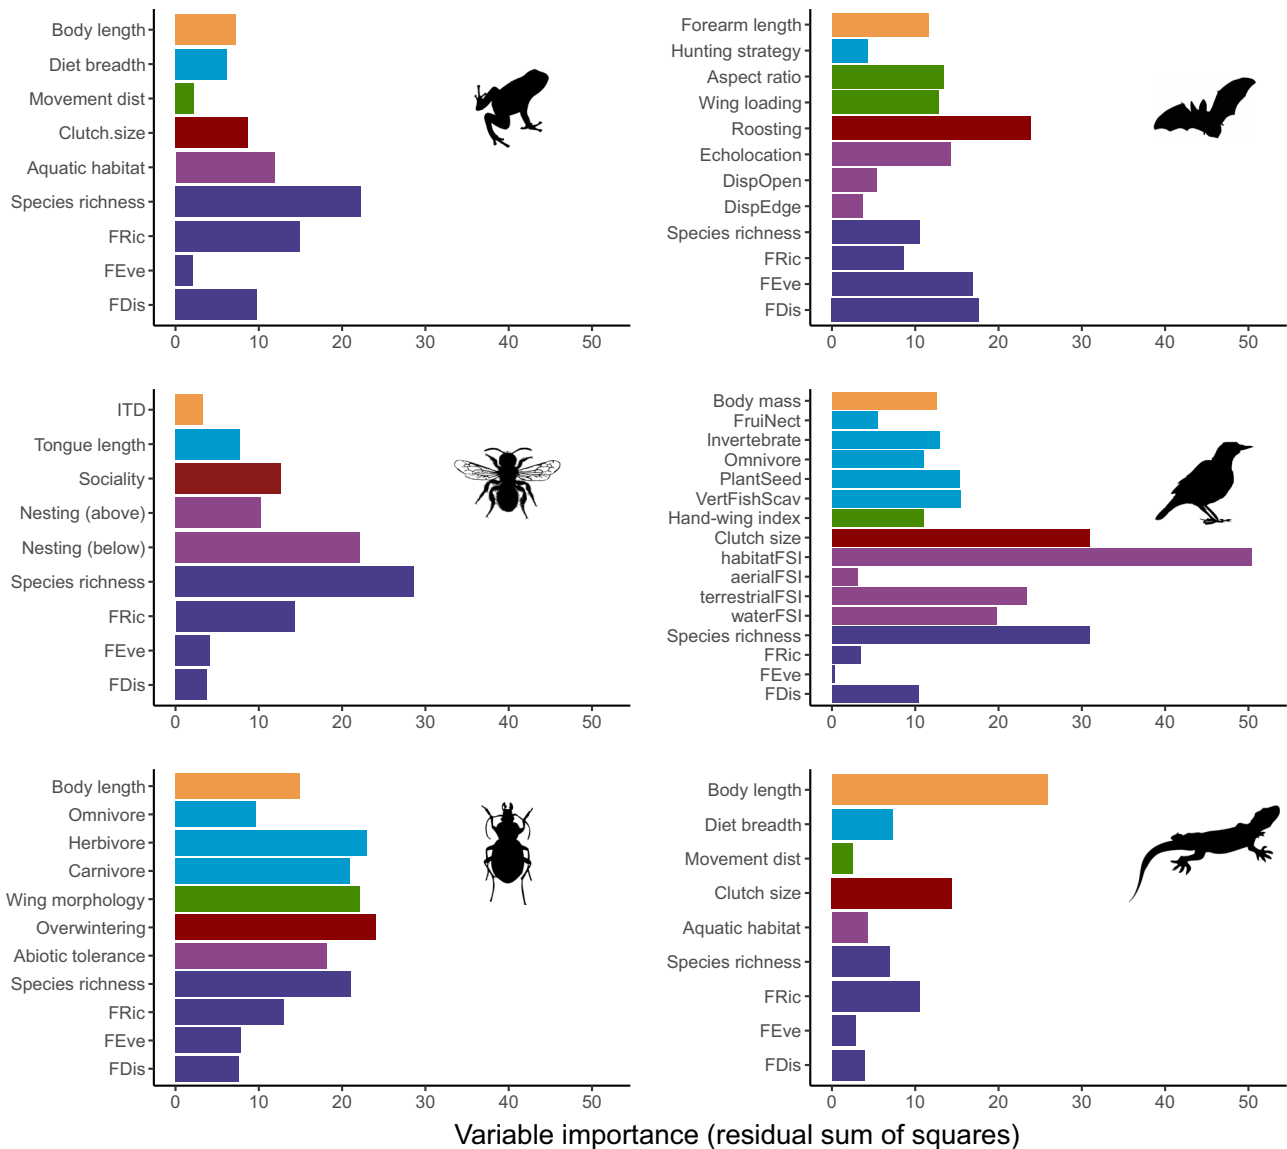 Body length
Diet breadth
Movement dist
Clutch.size
Aquatic habitat
Species richness
FRic
FEve
FDis
0 10 20 30 40 50
Forearm length
Hunting strategy
Aspect ratio
Wing loading
Roosting
Echolocation
DispOpen
DispEdge
Species richness
FRic
FEve
FDis
0 10 20 30 40 50
ITD
Tongue length
Sociality
Nesting (above)
Nesting (below)
Species richness
FRic
FEve
FDis
0 10 20 30 40 50
Body mass
FruiNect
Invertebrate
Omnivore
PlantSeed
VertFishScav
Hand-wing index
Clutch size
habitatFSI
aerialFSI
terrestrialFSI
waterFSI
Species richness
FRic
FEve
FDis
0 10 20 30 40 50
Body length
Omnivore
Herbivore
Carnivore
Wing morphology
Overwintering
Abiotic tolerance
Species richness
FRic
FEve
FDis
0 10 20 30 40 50
Body length
Diet breadth
Movement dist
Clutch size
Aquatic habitat
Species richness
FRic
FEve
FDis
0 10 20 30 40 50
Variable importance (residual sum of squares)